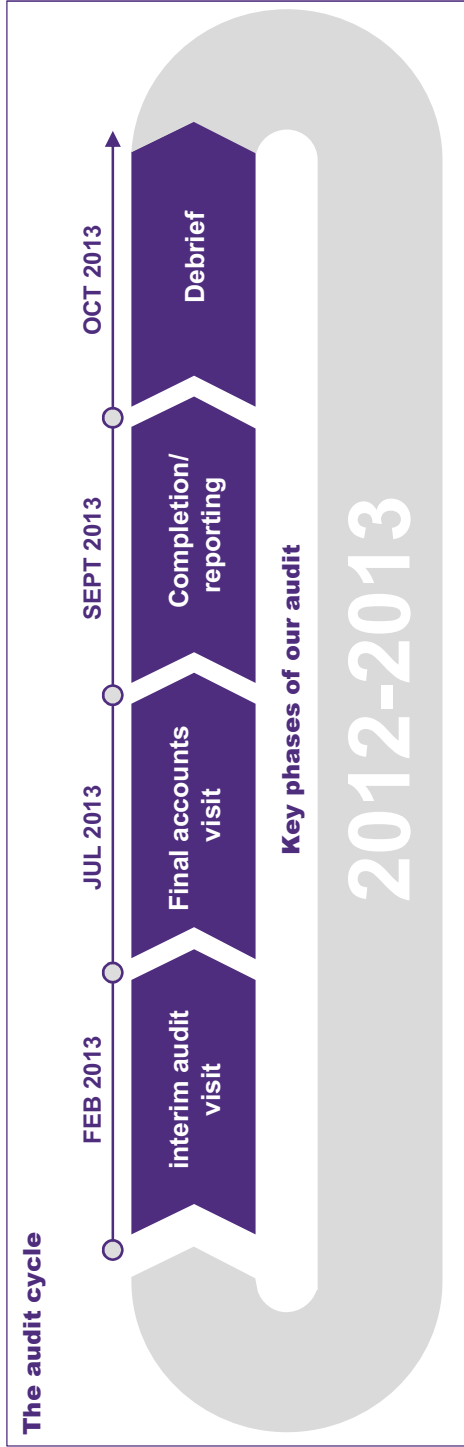 The audit cycle
FEB 2013
JUL 2013
SEPT 2013
OCT 2013
interim audit
visit
Final accounts
visit
Completion/
reporting
Debrief
Key phases of our audit
2012-2013